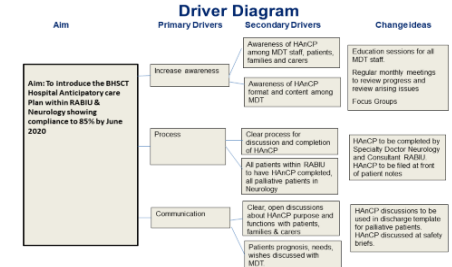 Driver Diagram
Aim
Primary Drivers
Secondary Drivers
Change ideas
Aim: To Introduce the BHSCT
Hospital Anticipatory care
Plan within RABIU &
Neurology showing
compliance to 85% by June
2020
Increase awareness
Process
Communication
Awareness of HAnCP
among MDT staff, patients,
families and carers
Awareness of HAnCP
format and content among
MDT
Clear process for
discussion and completion
of HAnCP
All patients within RABIU
to have HAnCP completed,
all palliative patients in
Neurology
Clear, open discussions
about HAnCP purpose and
functions with patients,
families & carers
Patients prognosis, needs,
wishes discussed with
MDT.
Education sessions for all
MDT staff.
Regular monthly meetings
to review progress and
review arising issues
Focus Groups
HAnCP to be completed by
Specialty Doctor Neurology
and Consultant RABIU
HAnCP to be filed at front
of patient notes
HAnCP discussions to be
used in discharge template
for palliative patients.
HAnCP discussed at safety
briefs.